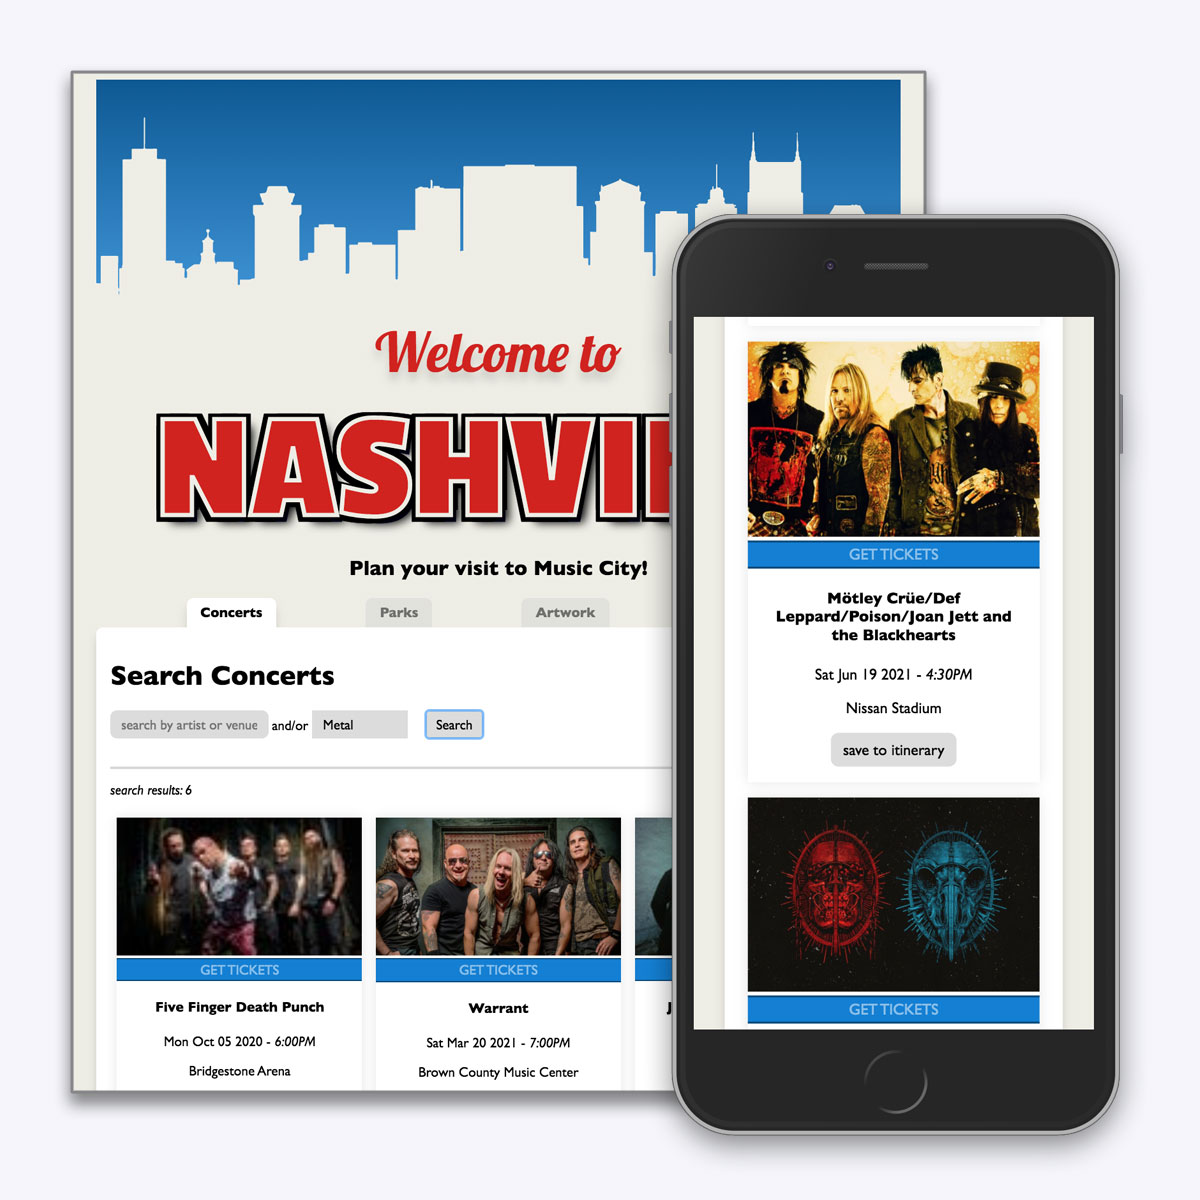 Welcome to
NASHVI
Plan your visit to Music City!
Concerts
Parks
Artwork
Search Concerts
search by artist or venue
and/or
Metal
Search
search results: 6
GET TICKETS
Five Finger Death Punch
Mon Oct 05 2020 - 6:00PM
Bridgestone Arena
GET TICKETS
Warrant
Sat Mar 20 2021 - 7:00PM
Brown County Music Center
GET TICKETS
Mötley Crüe/Def
Leppard/Poison/Joan Jett and
the Blackhearts
Sat Jun 19 2021 - 4:30PM
Nissan Stadium
save to itinerary
GET TICKETS